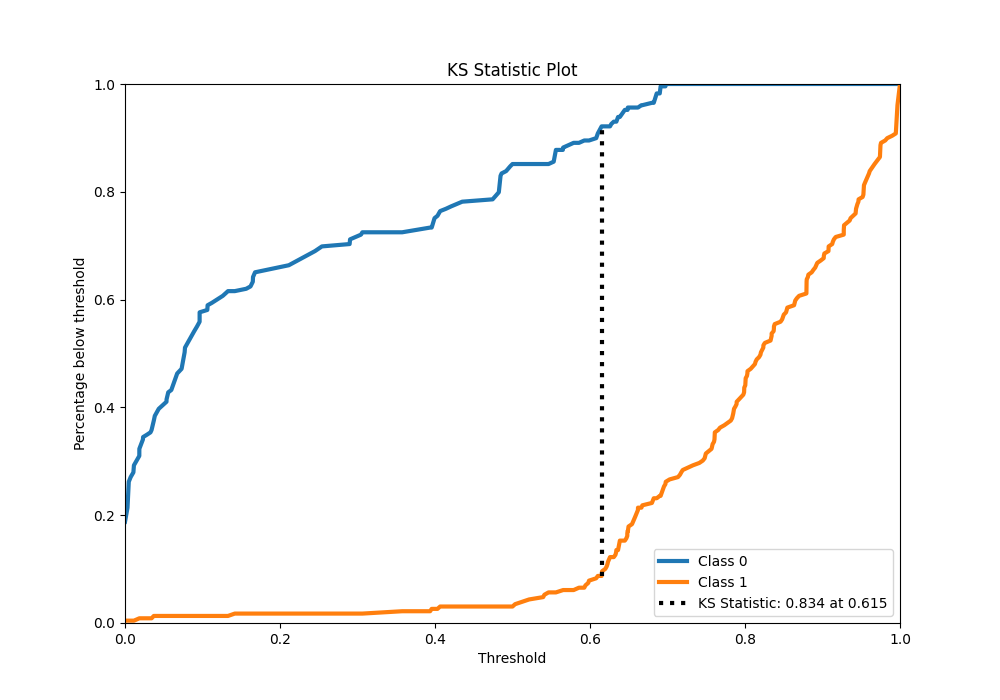 KS Statistic Plot
1.0
0.8
0.6
0.4
0.2
0.0
Percentage below threshold
0.0 0.2 0.4 0.6 0.8 1.0
Threshold
Class 0
Class 1
KS Statistic: 0.834 at 0.615